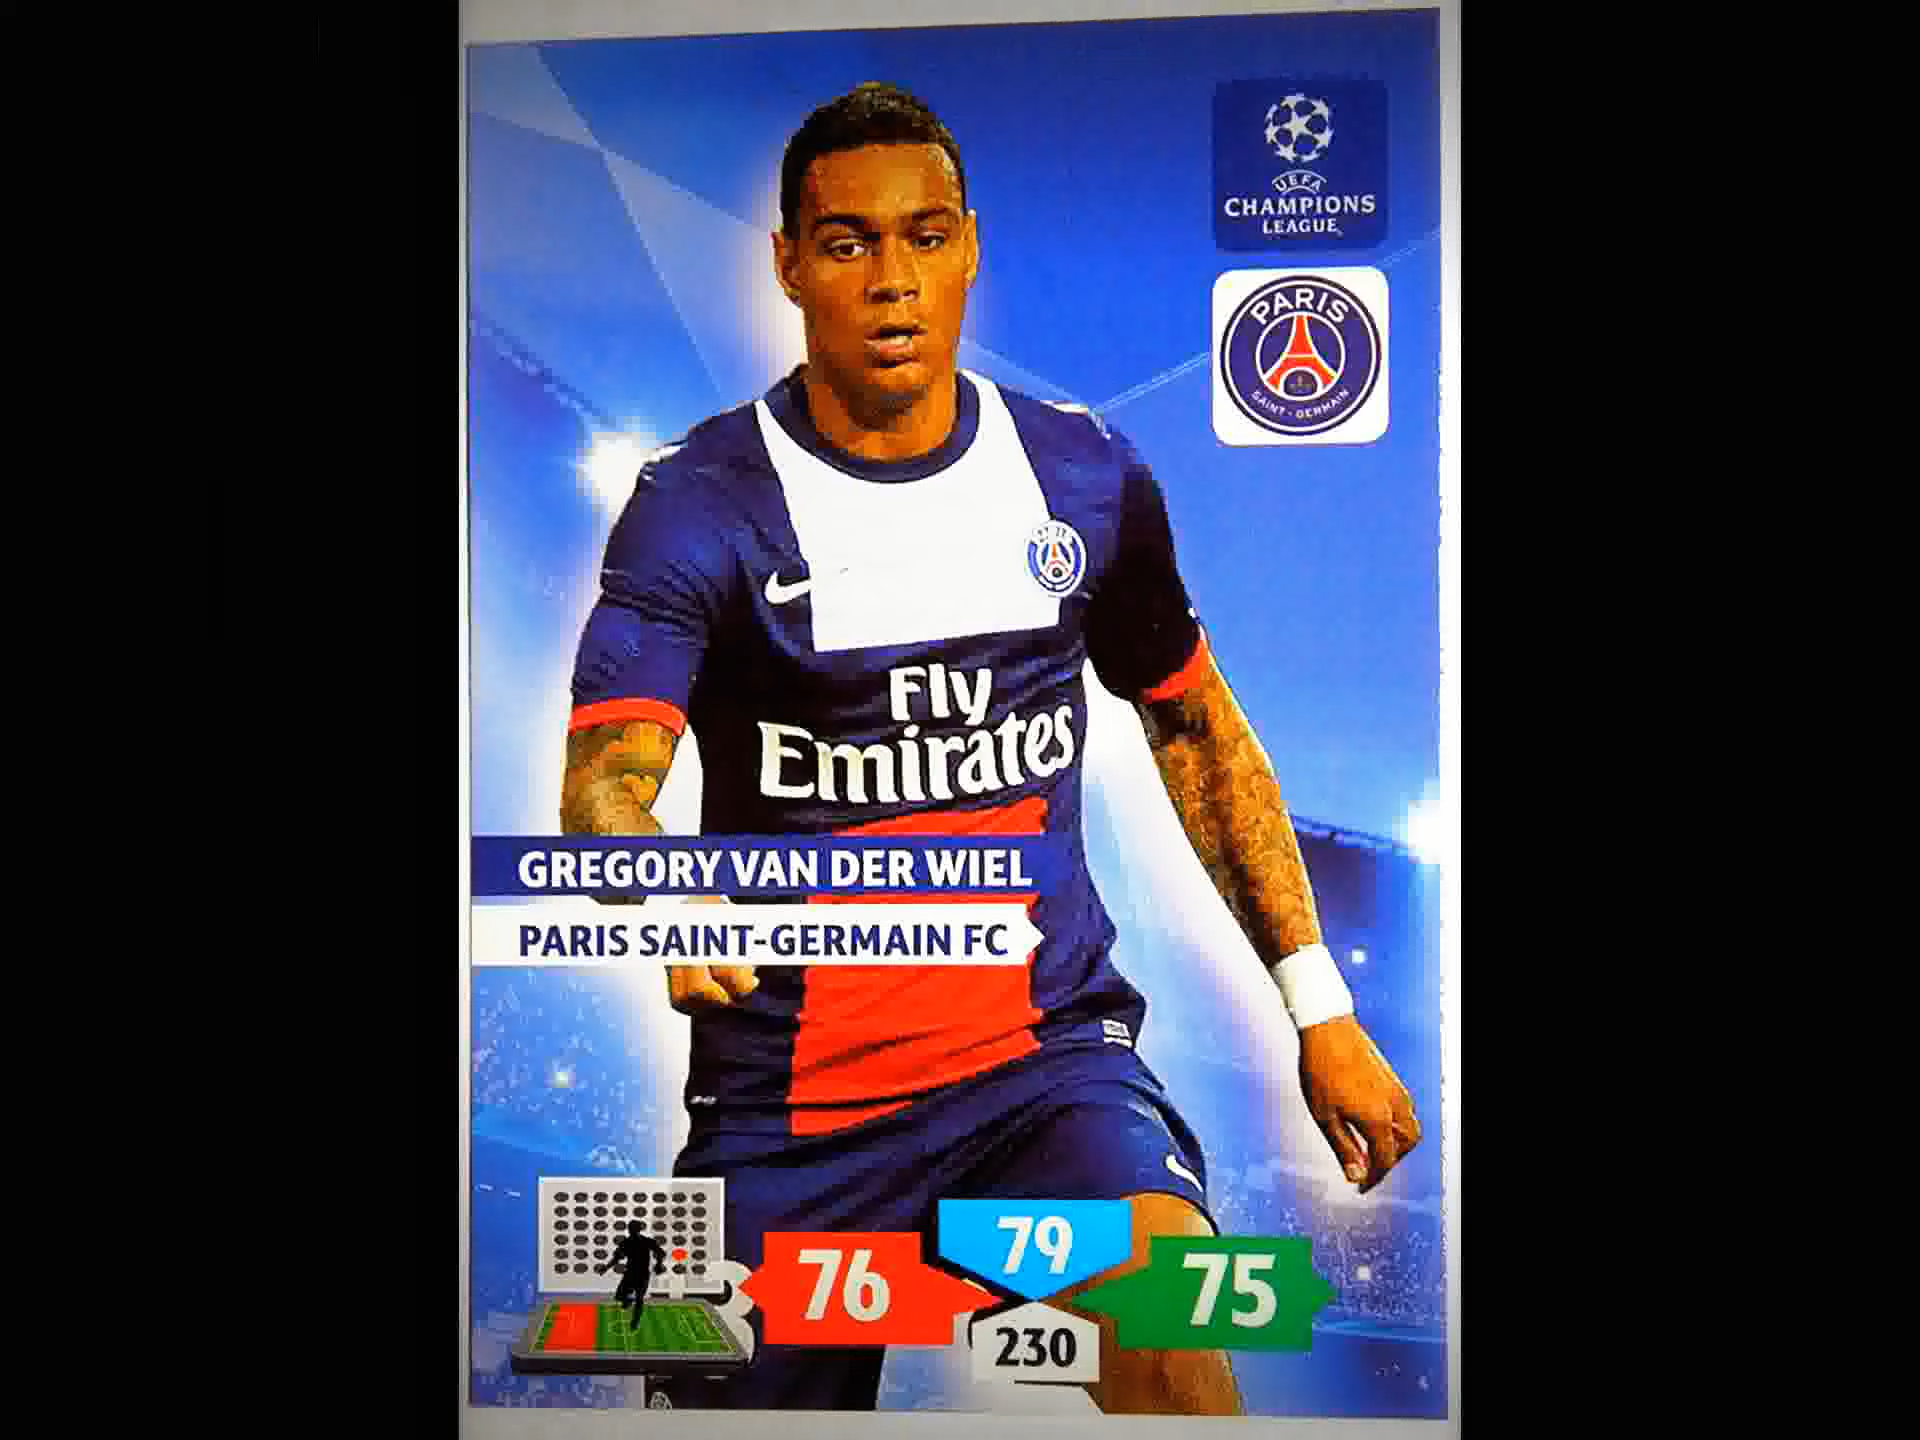 UEFA
CHAMPIONS
LEAGUE
PARIS
SAINT-GERMAIN
PARIS
Fly
Emirates
GREGORY VAN DER WIEL
PARIS SAINT-GERMAIN FC
79
76
75
230